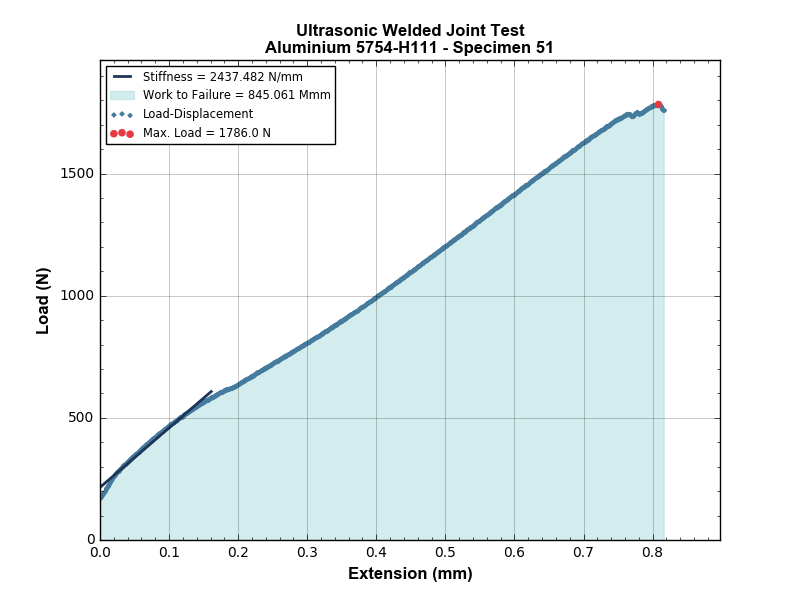 Ultrasonic Welded Joint Test
Aluminium 5754-H111 - Specimen 51
Stiffness = 2437.482 N/mm
Work to Failure = 845.061 Mmm
Load-Displacement
Max. Load = 1786.0 N
1500
1000
500
0
0.0 0.1 0.2 0.3 0.4 0.5 0.6 0.7 0.8
Load (N)
Extension (mm)